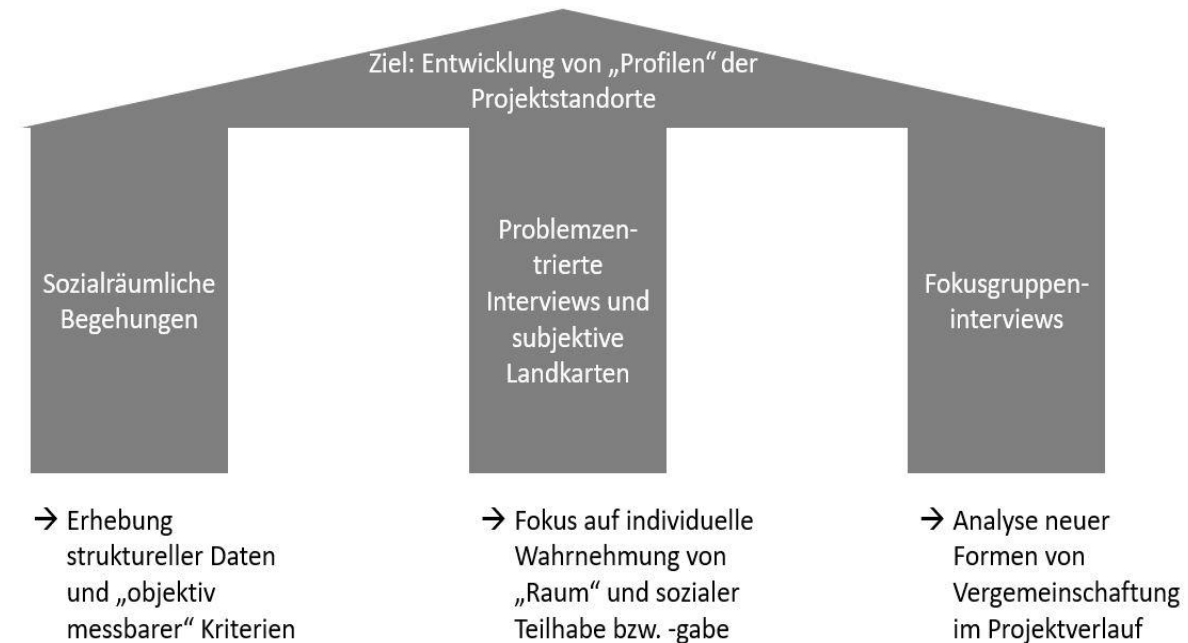 Ziel: Entwicklung von „Profilen“ der
Projektstandorte
Sozialräumliche
Begehungen
Problemzen-
trierte
Interviews und
subjektive
Landkarten
Fokusgruppen-
interviews
→ Erhebung
struktureller Daten
und „objektiv
messbarer“ Kriterien
→ Fokus auf individuelle
Wahrnehmung von
„Raum“ und sozialer
Teilhabe bzw. -gabe
→ Analyse neuer
Formen von
Vergemeinschaftung
im Projektverlauf